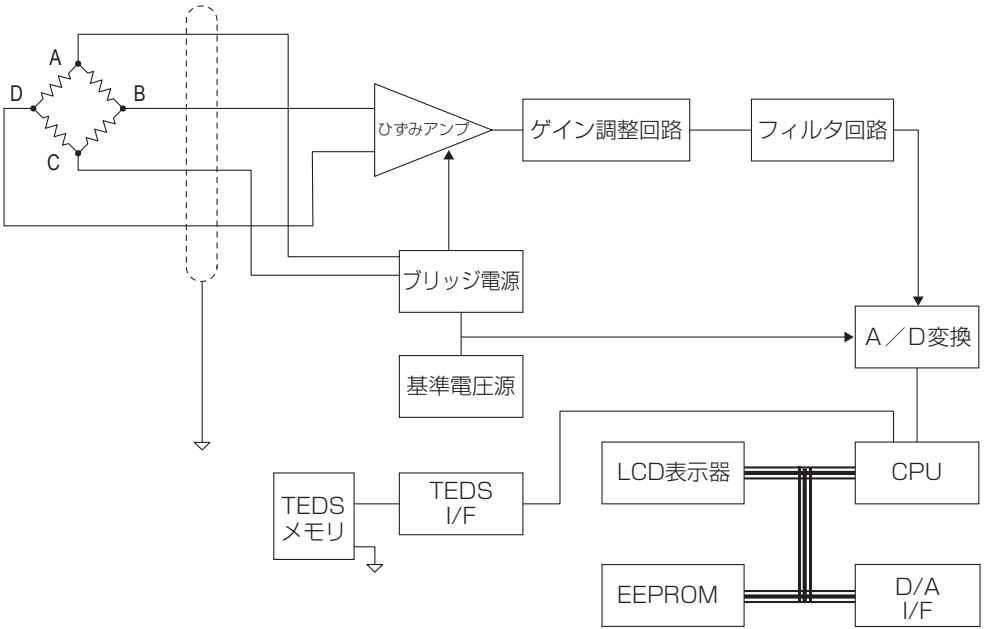 A
D
B
C
ひずみアンプ
ゲイン調整回路
フィルタ回路
ブリッジ電源
A/D変換
基準電圧源
LCD表示器
CPU
TEDS
I/F
TEDS
メモリ
EEPROM
D/A
I/F